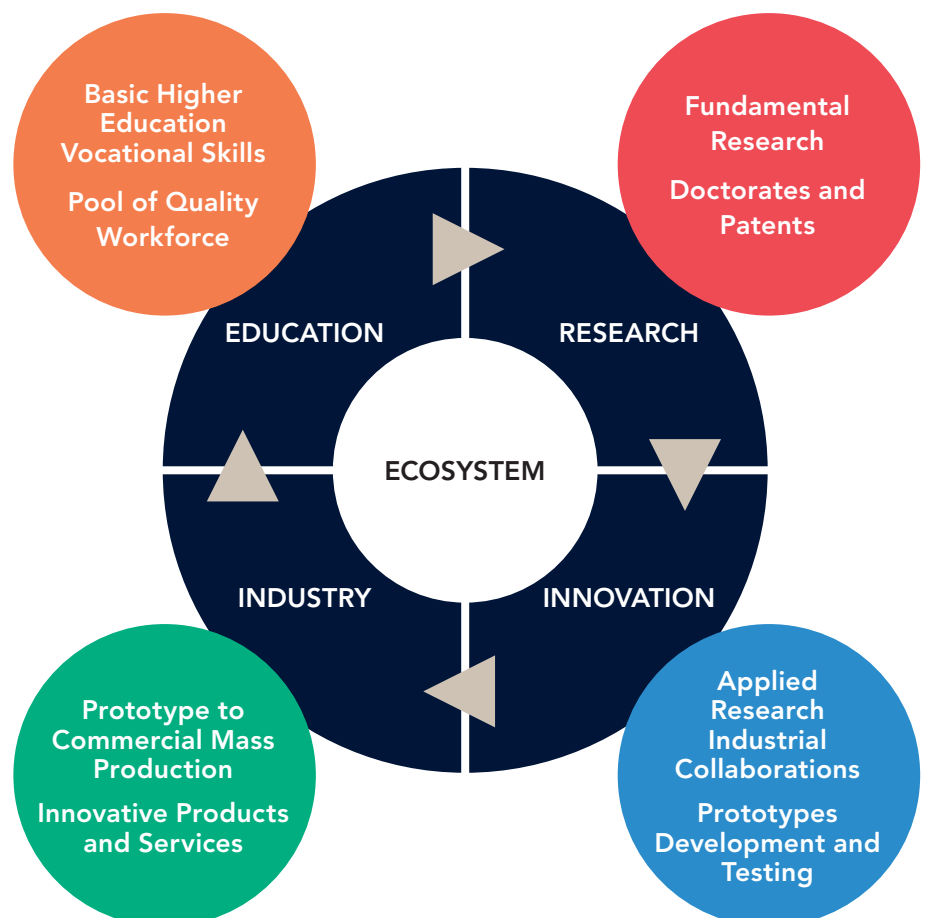 Basic Higher
Education
Vocational Skills
Pool of Quality
Workforce
Fundamental
Research
Doctorates and
Patents
EDUCATION
RESEARCH
ECOSYSTEM
INDUSTRY
INNOVATION
Prototype to
Commercial Mass
Production
Innovative Products
and Services
Applied
Research
Industrial
Collaborations
Prototypes
Development and
Testing